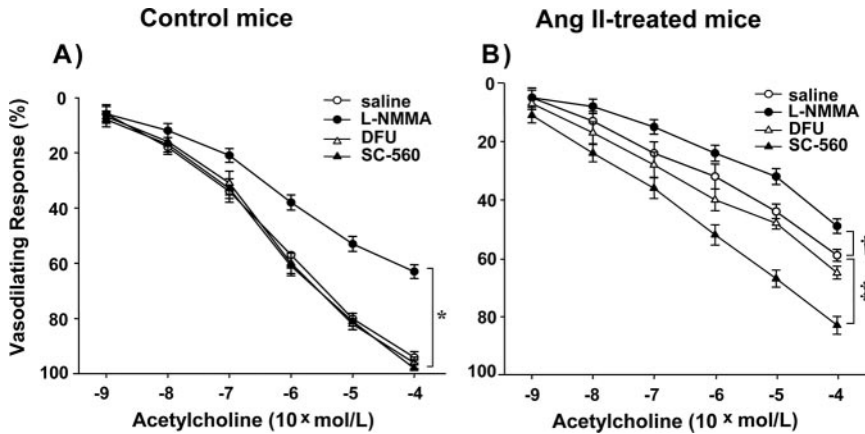 Control mice
Ang II-treated mice
A)
B)
saline
L-NMMA
DFU
SC-560
saline
L-NMMA
DFU
SC-560
Vasodilating Response (%)
0
20
40
60
80
100
0
20
40
60
80
100
*
†
‡
-9 -8 -7 -6 -5 -4
-9 -8 -7 -6 -5 -4
Acetylcholine (10 x mol/L)
Acetylcholine (10 x mol/L)